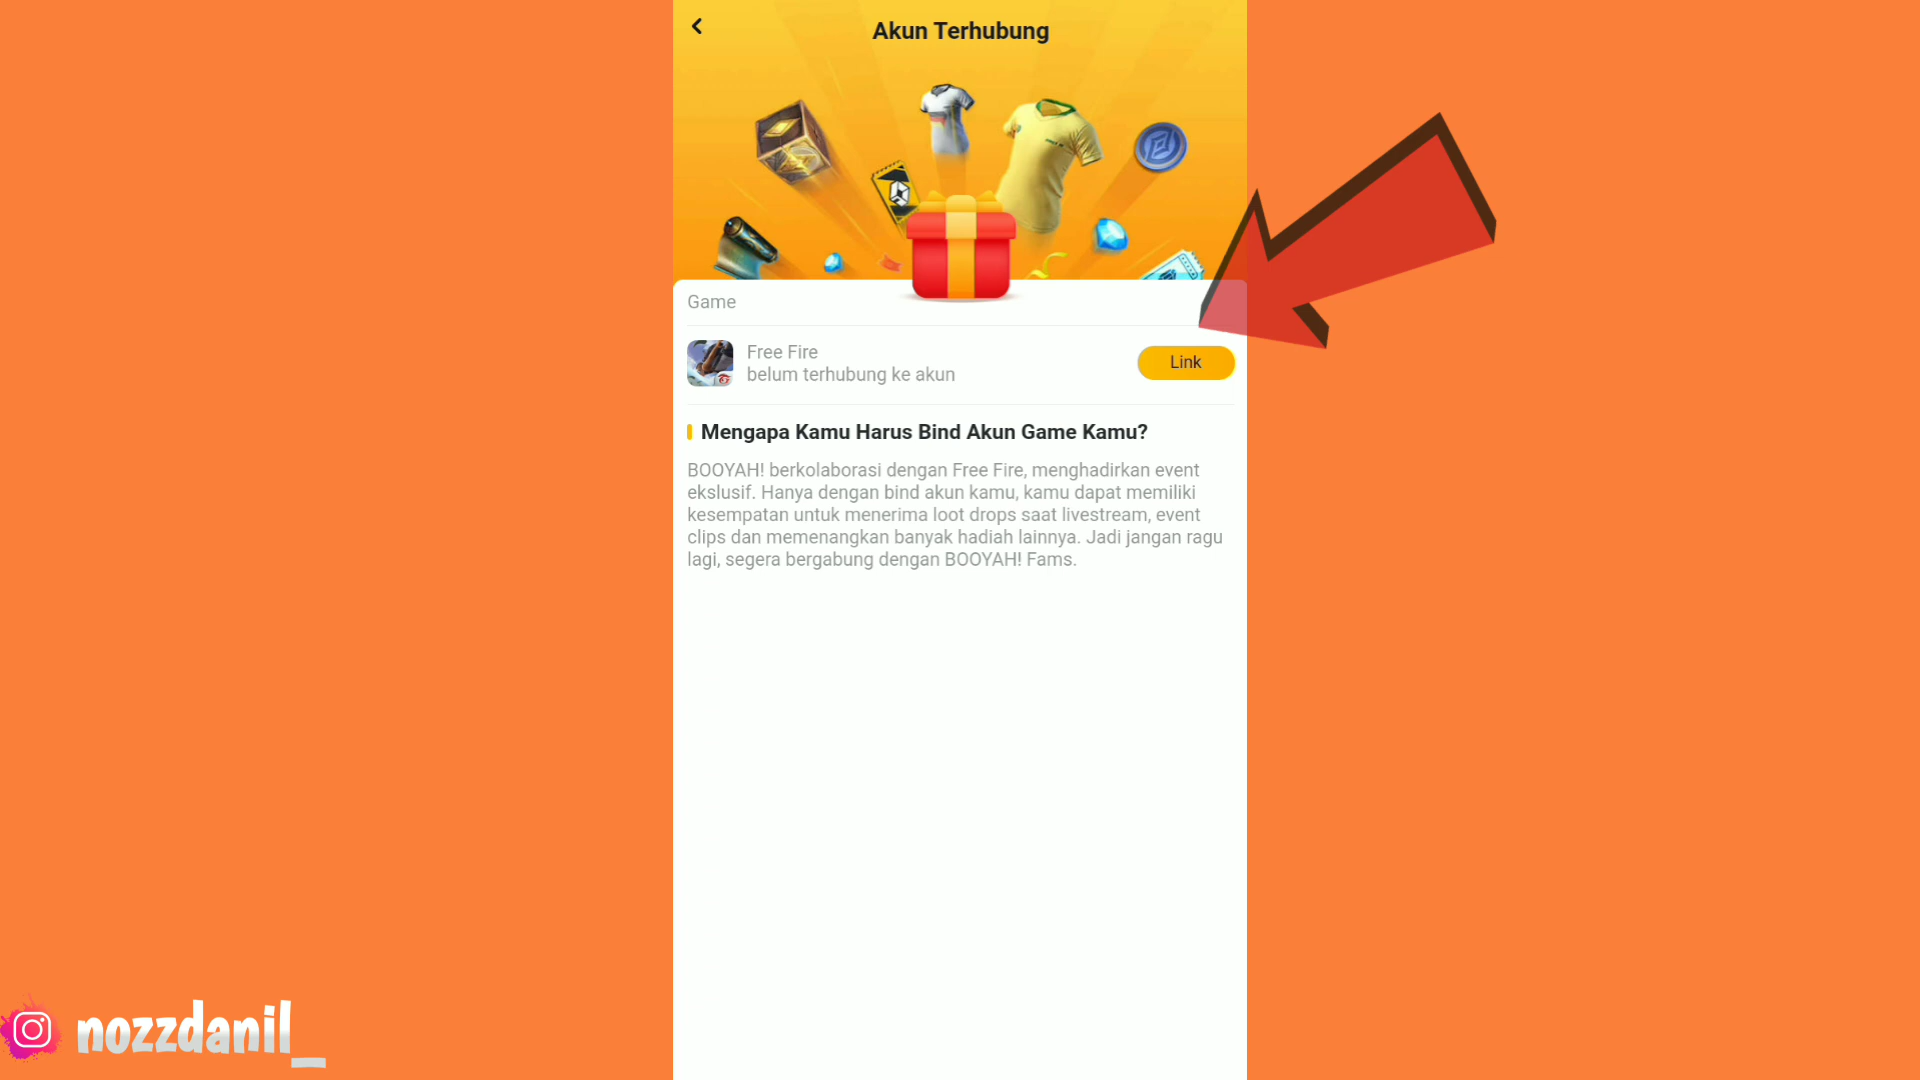 Akun Terhubung
Game
Free Fire
belum terhubung ke akun
Link
Mengapa Kamu Harus Bind Akun Game Kamu?
BOOYAH! berkolaborasi dengan Free Fire, menghadirkan event
ekslusif. Hanya dengan bind akun kamu, kamu dapat memiliki
kesempatan untuk menerima loot drops saat livestream, event
clips dan memenangkan banyak hadiah lainnya. Jadi jangan ragu
lagi, segera bergabung dengan BOOYAH! Fams.
nozzdanil_